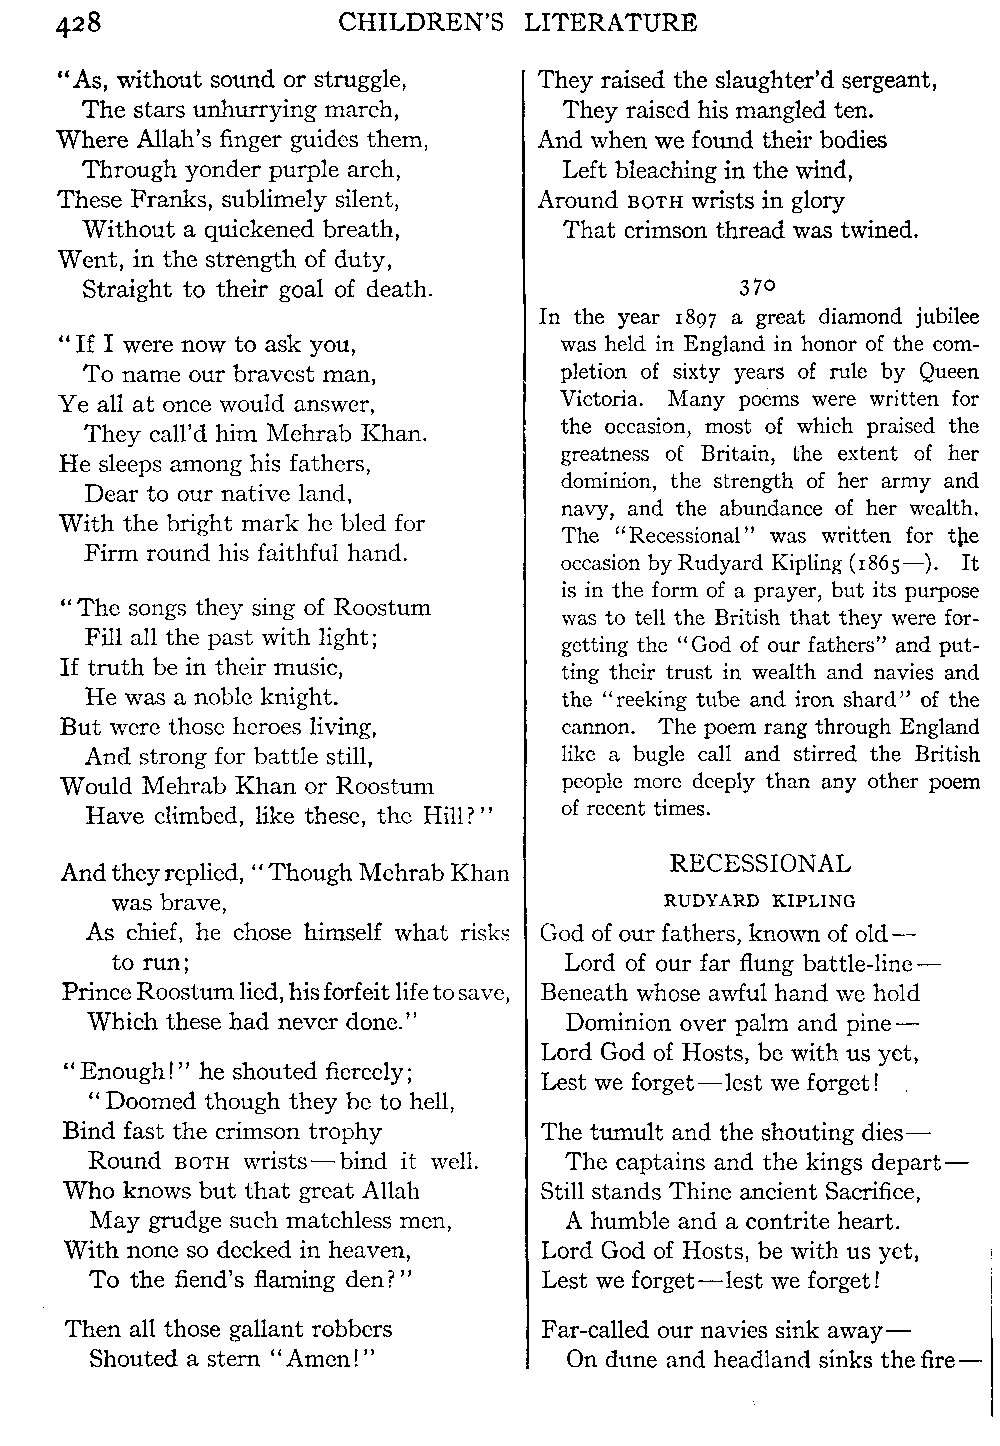 428 CHILDREN'S LITERATURE
"As, without sound or struggle,
The stars unhurrying march,
Where Allah's finger guides them,
Through yonder purple arch,
These Franks, sublimely silent,
Without a quickened breath,
Went, in the strength of duty,
Straight to their goal of death.
"If I were now to ask you,
To name our bravest man,
Ye all at once would answer,
They call'd him Mehrab Khan.
He sleeps among his fathers,
Dear to our native land,
With the bright mark he bled for
Firm round his faithful hand.
"The songs they sing of Roostum
Fill all the past with light;
If truth be in their music,
He was a noble knight.
But were those heroes living,
And strong for battle still,
Would Mehrab Khan or Roostum
Have climbed, like these, the Hill?"
And they replied, "Though Mehrab Khan
was brave,
As chief, he chose himself what risks
to run;
Prince Roostum lied, his forfeit life to save,
Which these had never done."
"Enough!" he shouted fiercely;
"Doomed though they be to hell,
Bind fast the crimson trophy
Round BOTH wrists—bind it well.
Who knows but that great Allah
May grudge such matchless men,
With none so decked in heaven,
To the fiend's flaming den?"
Then all those gallant robbers
Shouted a stern "Amen!"
They raised the slaughter'd sergeant,
They raised his mangled ten.
And when we found their bodies
Left bleaching in the wind,
Around BOTH wrists in glory
That crimson thread was twined.
370
In the year 1897 a great diamond jubilee
was held in England in honor of the com-
pletion of sixty years of rule by Queen
Victoria. Many poems were written for
the occasion, most of which praised the
greatness of Britain, the extent of her
dominion, the strength of her army and
navy, and the abundance of her wealth.
The "Recessional" was written for the
occasion by Rudyard Kipling (1865—). It
is in the form of a prayer, but its purpose
was to tell the British that they were for-
getting the "God of our fathers" and put-
ting their trust in wealth and navies and
the "reeking tube and iron shard" of the
cannon. The poem rang through England
like a bugle call and stirred the British
people more deeply than any other poem
of recent times.
RECESSIONAL
RUDYARD KIPLING
God of our fathers, known of old—
Lord of our far flung battle-line—
Beneath whose awful hand we hold
Dominion over palm and pine—
Lord God of Hosts, be with us yet,
Lest we forget—lest we forget!
The tumult and the shouting dies—
The captains and the kings depart—
Still stands Thine ancient Sacrifice,
A humble and a contrite heart.
Lord God of Hosts, be with us yet,
Lest we forget—lest we forget!
Far-called our navies sink away—
On dune and headland sinks the fire—